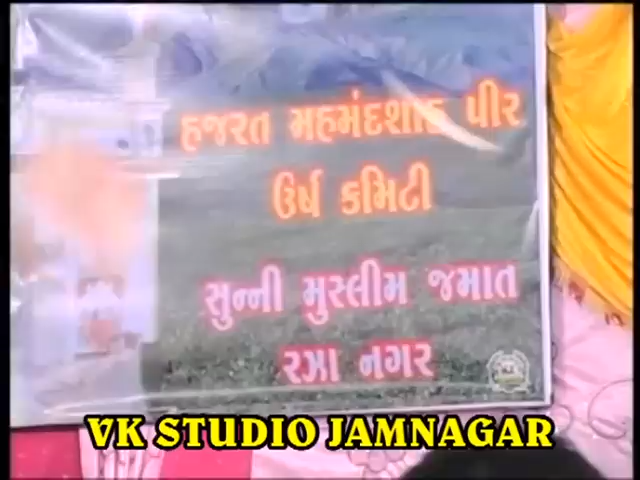 હજરત મહમંદશાહ પીર
ઉર્ષ કમિટી
સુન્ની મુસ્લીમ જમાત
રઝા નગર
VK STUDIO JAMNAGAR